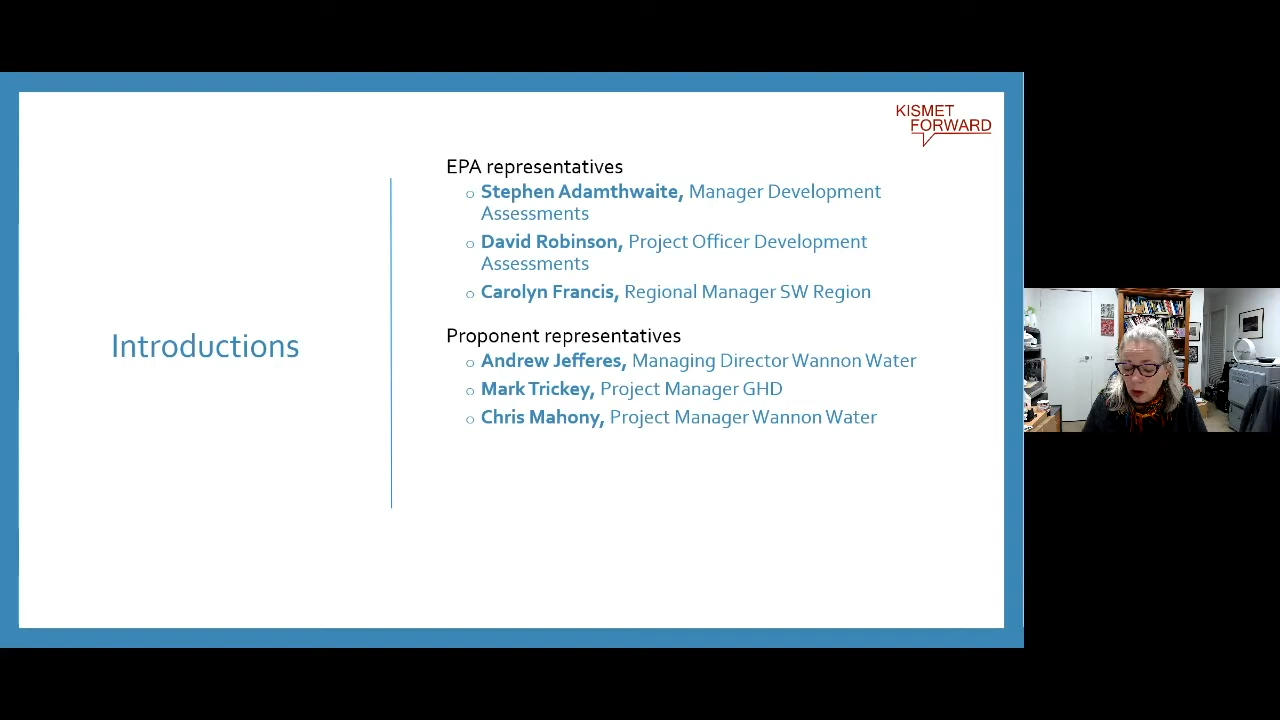 KISMET
FORWARD
Introductions
EPA representatives
Stephen Adamthwaite, Manager Development
Assessments
David Robinson, Project Officer Development
Assessments
Carolyn Francis, Regional Manager SW Region
Proponent representatives
Andrew Jefferes, Managing Director Wannon Water
Mark Trickey, Project Manager GHD
Chris Mahony, Project Manager Wannon Water